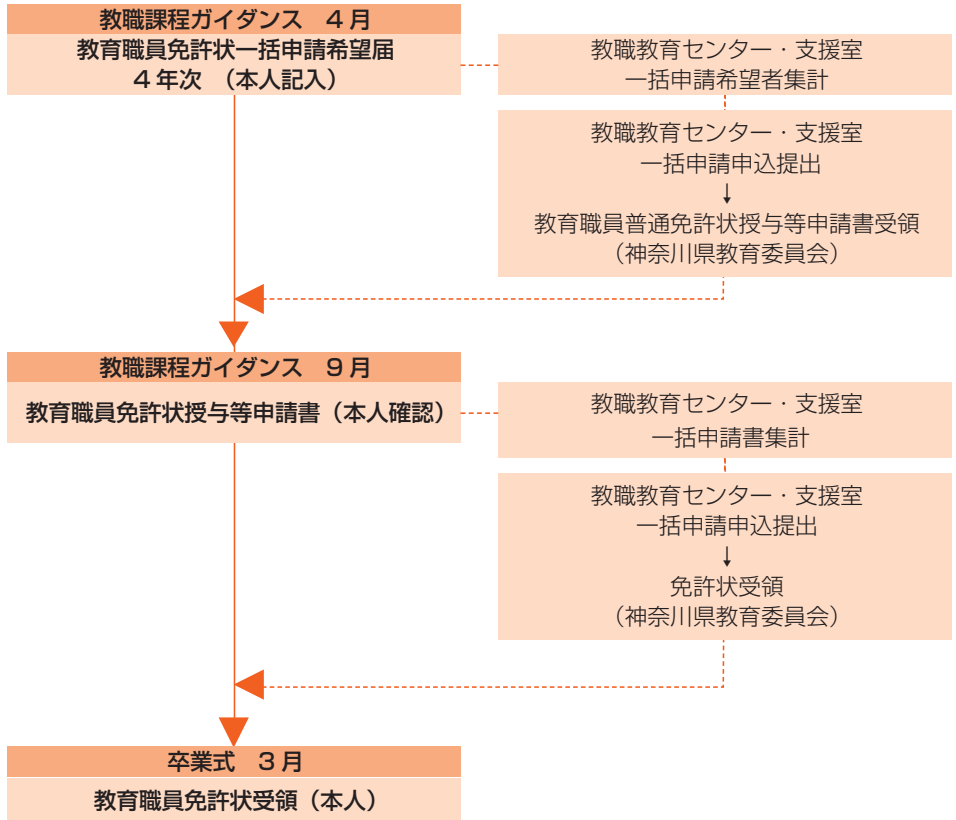 教職課程ガイダンス　4月
教育職員免許状一括申請希望届
4年次　（本人記入）
教職教育センター・支援室
一括申請希望者集計
教職教育センター・支援室
一括申請申込提出
↓
教育職員普通免許状授与等申請書受領
（神奈川県教育委員会）
教職課程ガイダンス　9月
教育職員免許状授与等申請書（本人確認）
教職教育センター・支援室
一括申請書集計
教職教育センター・支援室
一括申請申込提出
↓
免許状受領
（神奈川県教育委員会）
卒業式　3月
教育職員免許状受領（本人）